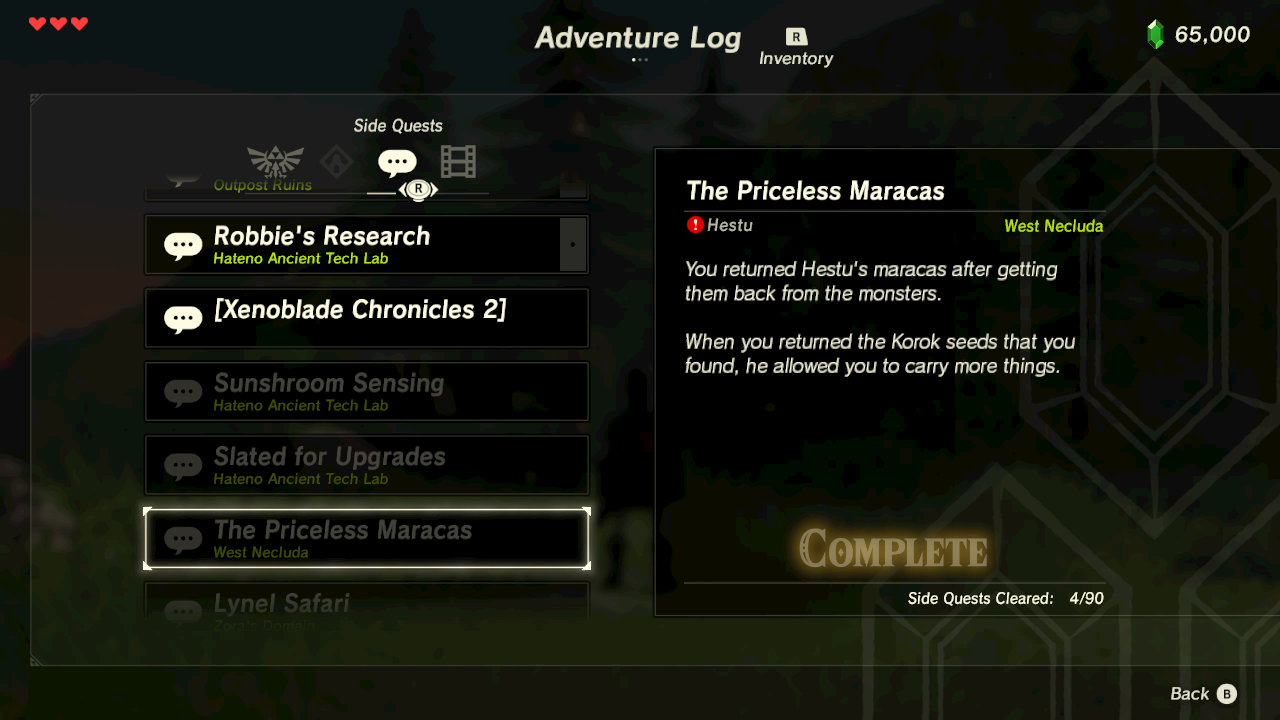 Adventure Log
R
Inventory
65,000
Side Quests
R
Outpost Ruins
Robbie's Research
Hateno Ancient Tech Lab
[Xenoblade Chronicles 2]
Sunshroom Sensing
Hateno Ancient Tech Lab
Slated for Upgrades
Hateno Ancient Tech Lab
The Priceless Maracas
West Necluda
Lynel Safari
Zora's Domain
The Priceless Maracas
Hestu
West Necluda
You returned Hestu's maracas after getting
them back from the monsters.
When you returned the Korok seeds that you
found, he allowed you to carry more things.
COMPLETE
Side Quests Cleared: 4/90
Back B